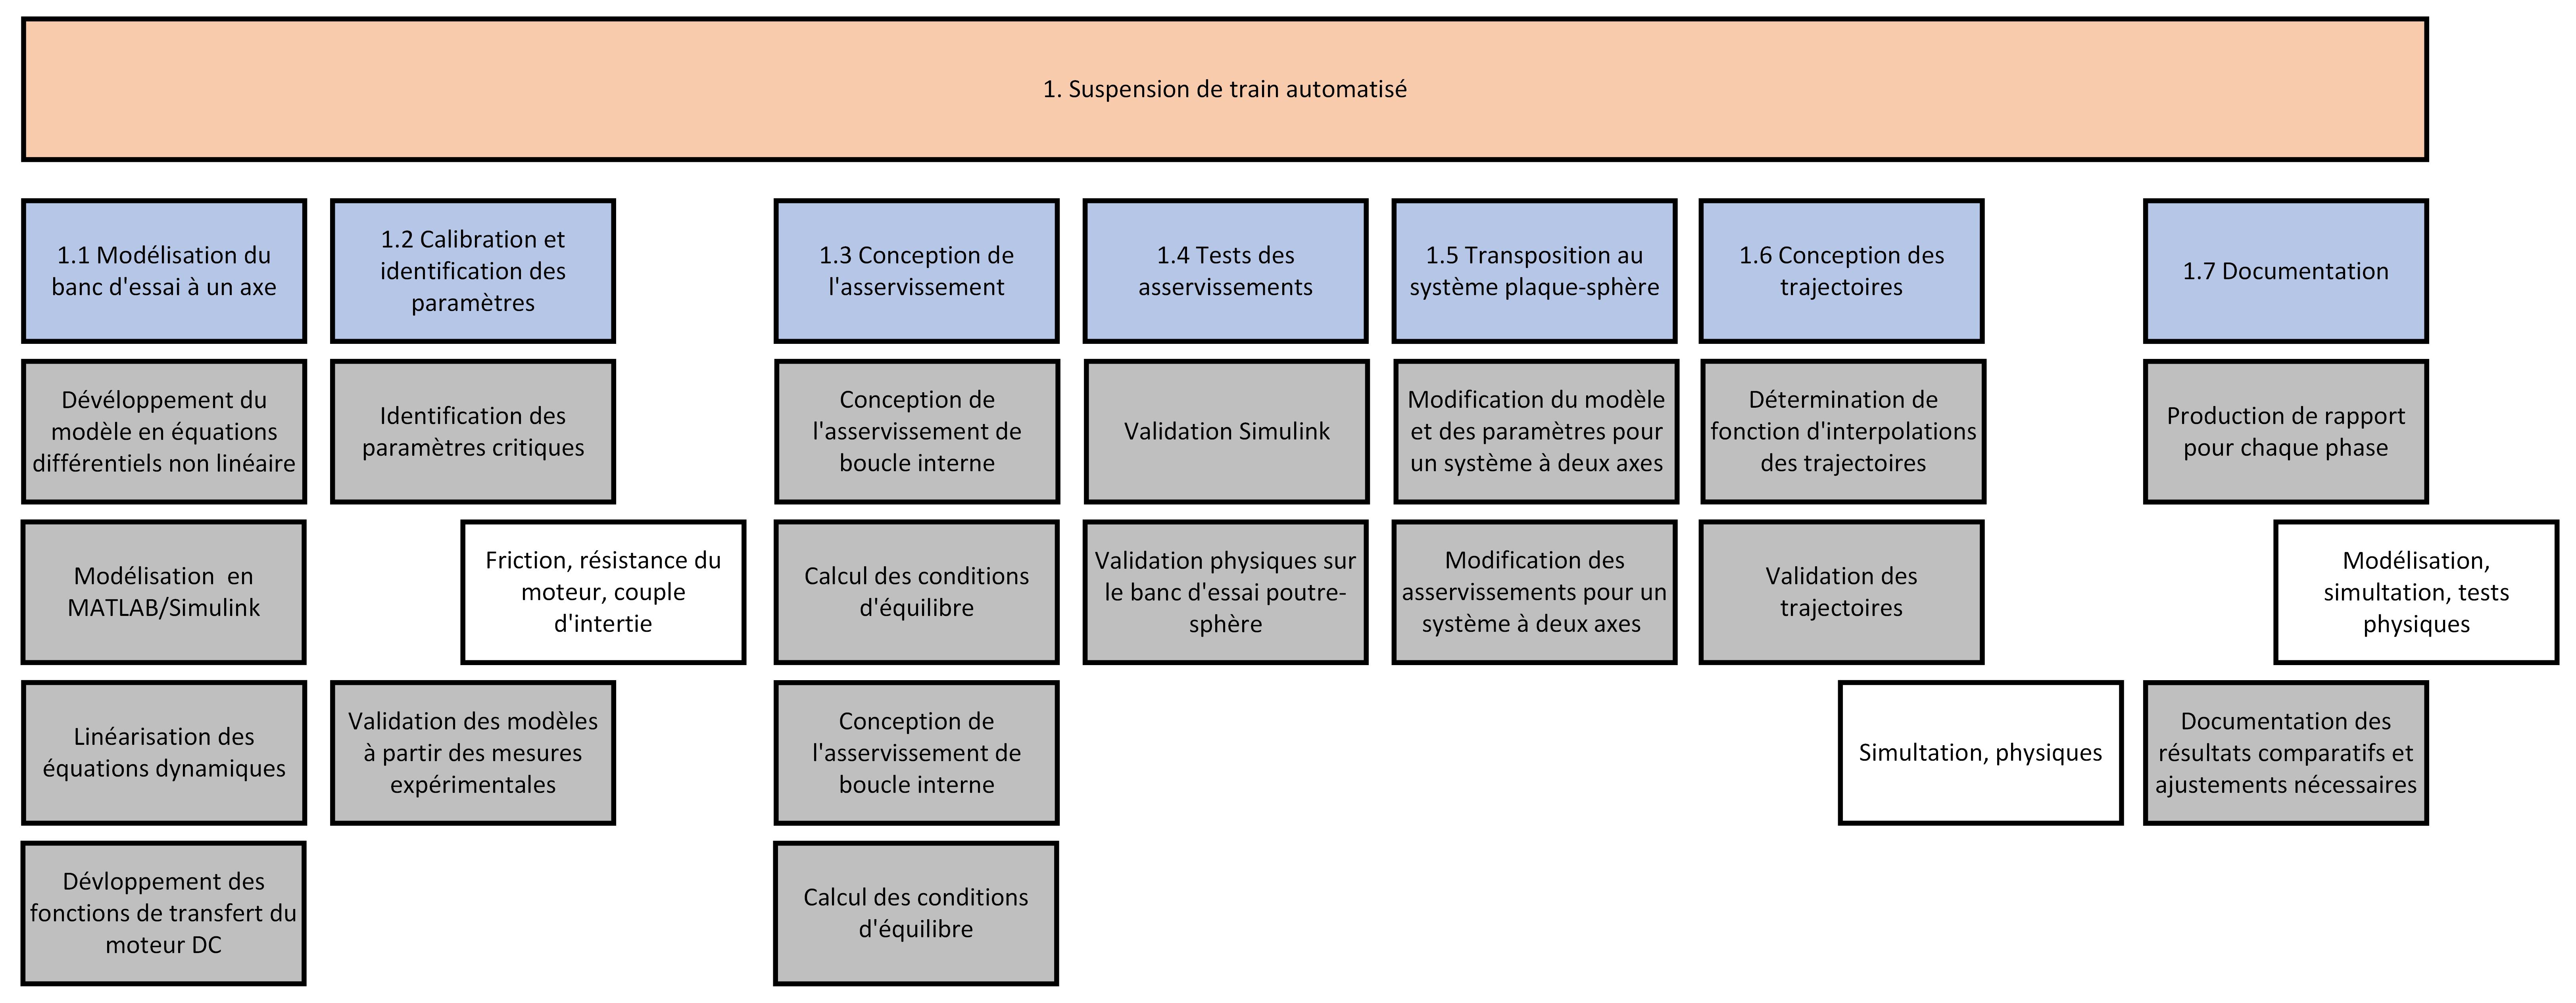 1. Suspension de train automatisé
1.1 Modélisation du
banc d'essai à un axe
Dévéloppement du
modèle en équations
différentiels non linéaire
Modélisation  en
MATLAB/Simulink
Linéarisation des
équations dynamiques
Dévloppement des
fonctions de transfert du
moteur DC
1.2 Calibration et
identification des
paramètres
Identification des
paramètres critiques
Friction, résistance du
moteur, couple
d'intertie
Validation des modèles
à partir des mesures
expérimentales
1.3 Conception de
l'asservissement
Conception de
l'asservissement de
boucle interne
Calcul des conditions
d'équilibre
Conception de
l'asservissement de
boucle interne
Calcul des conditions
d'équilibre
1.4 Tests des
asservissements
Validation Simulink
Validation physiques sur
le banc d'essai poutre-
sphère
1.5 Transposition au
système plaque-sphère
Modification du modèle
et des paramètres pour
un système à deux axes
Modification des
asservissements pour un
système à deux axes
1.6 Conception des
trajectoires
Détermination de
fonction d'interpolations
des trajectoires
Validation des
trajectoires
Simultation, physiques
1.7 Documentation
Production de rapport
pour chaque phase
Modélisation,
simultation, tests
physiques
Documentation des
résultats comparatifs et
ajustements nécessaires